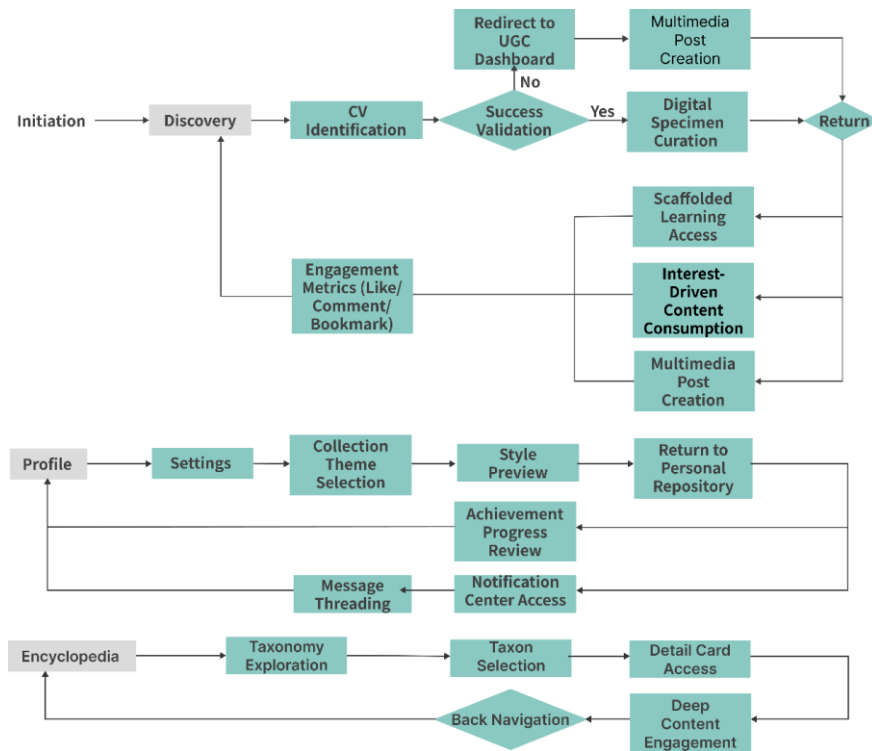 Redirect to
UGC
Dashboard
Multimedia
Post
Creation
No
Initiation
Discovery
CV
Identification
Success
Validation
Yes
Digital
Specimen
Curation
Return
Scaffolded
Learning
Access
Engagement
Metrics (Like/
Comment/
Bookmark)
Interest-
Driven
Content
Consumption
Multimedia
Post
Creation
Profile
Settings
Collection
Theme
Selection
Style
Preview
Return to
Personal
Repository
Achievement
Progress
Review
Message
Threading
Notification
Center Access
Encyclopedia
Taxonomy
Exploration
Taxon
Selection
Detail Card
Access
Back Navigation
Deep
Content
Engagement